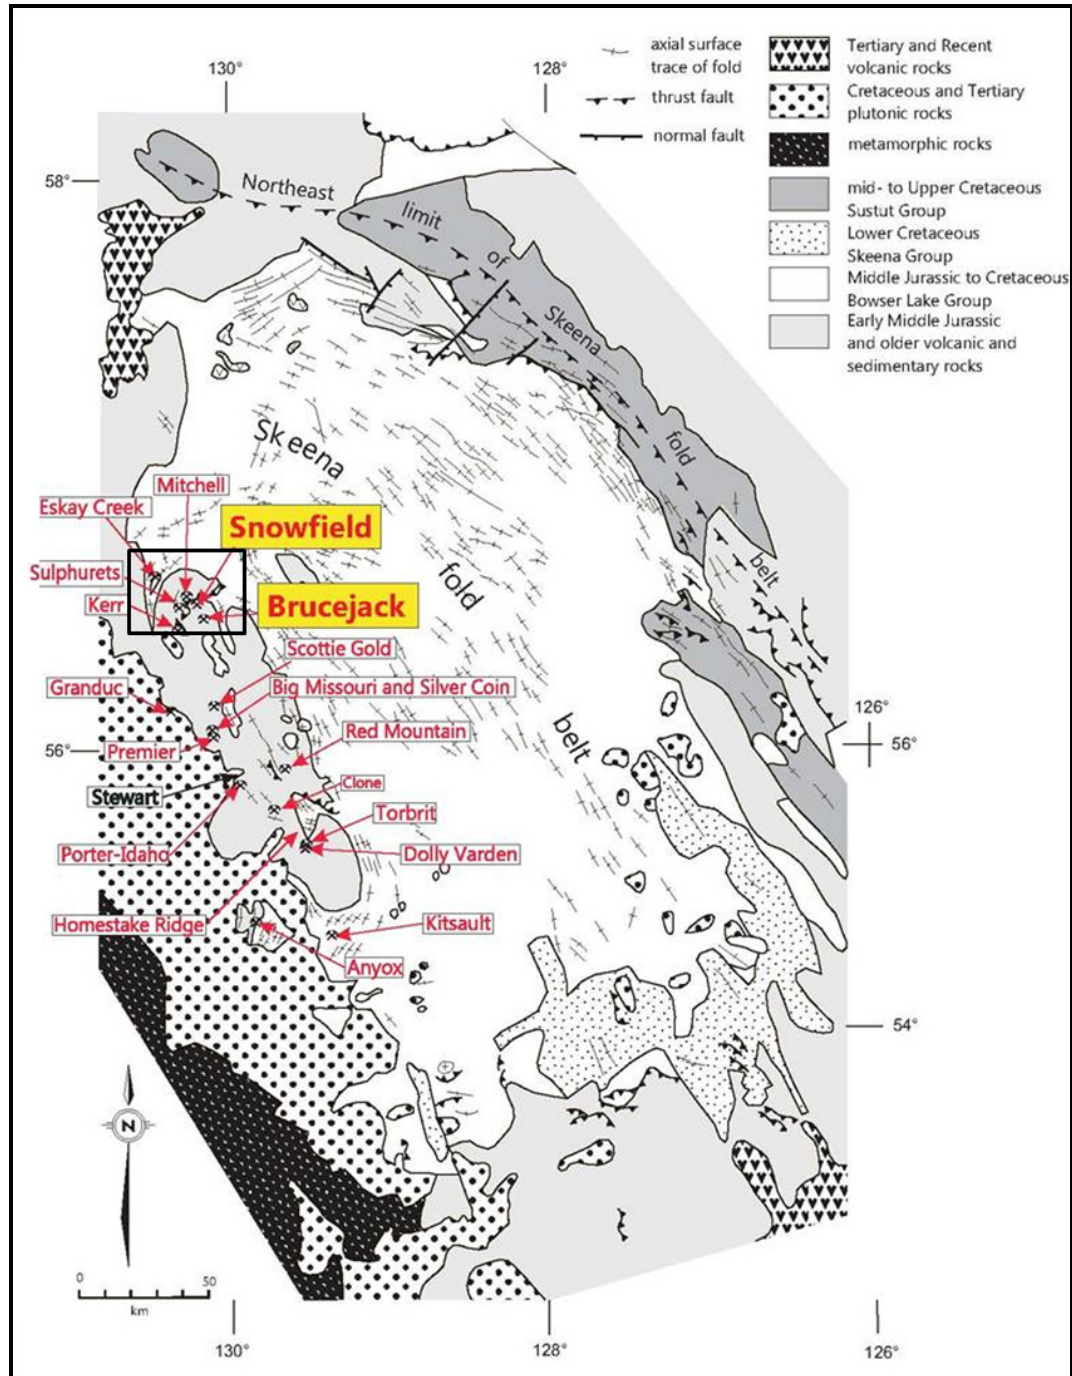 130°
128°
axial surface
trace of fold
thrust fault
normal fault
Tertiary and Recent
volcanic rocks
Cretaceous and Tertiary
plutonic rocks
metamorphic rocks
mid- to Upper Cretaceous
Sustut Group
Lower Cretaceous
Skeena Group
Middle Jurassic to Cretaceous
Bowser Lake Group
Early Middle Jurassic
and older volcanic and
sedimentary rocks
58°
Northeast
limit
of
Skeena
fold
belt
Skeena
fold
belt
Mitchell
Eskay Creek
Snowfield
Sulphurets
Brucejack
Kerr
Scottie Gold
Granduc
Big Missouri and Silver Coin
Red Mountain
126°
56°
56°
Premier
Stewart
Clone
Torbrit
Porter-Idaho
Dolly Varden
Homestake Ridge
Kitsault
Anyox
54°
N
0 50
km
130°
128°
126°